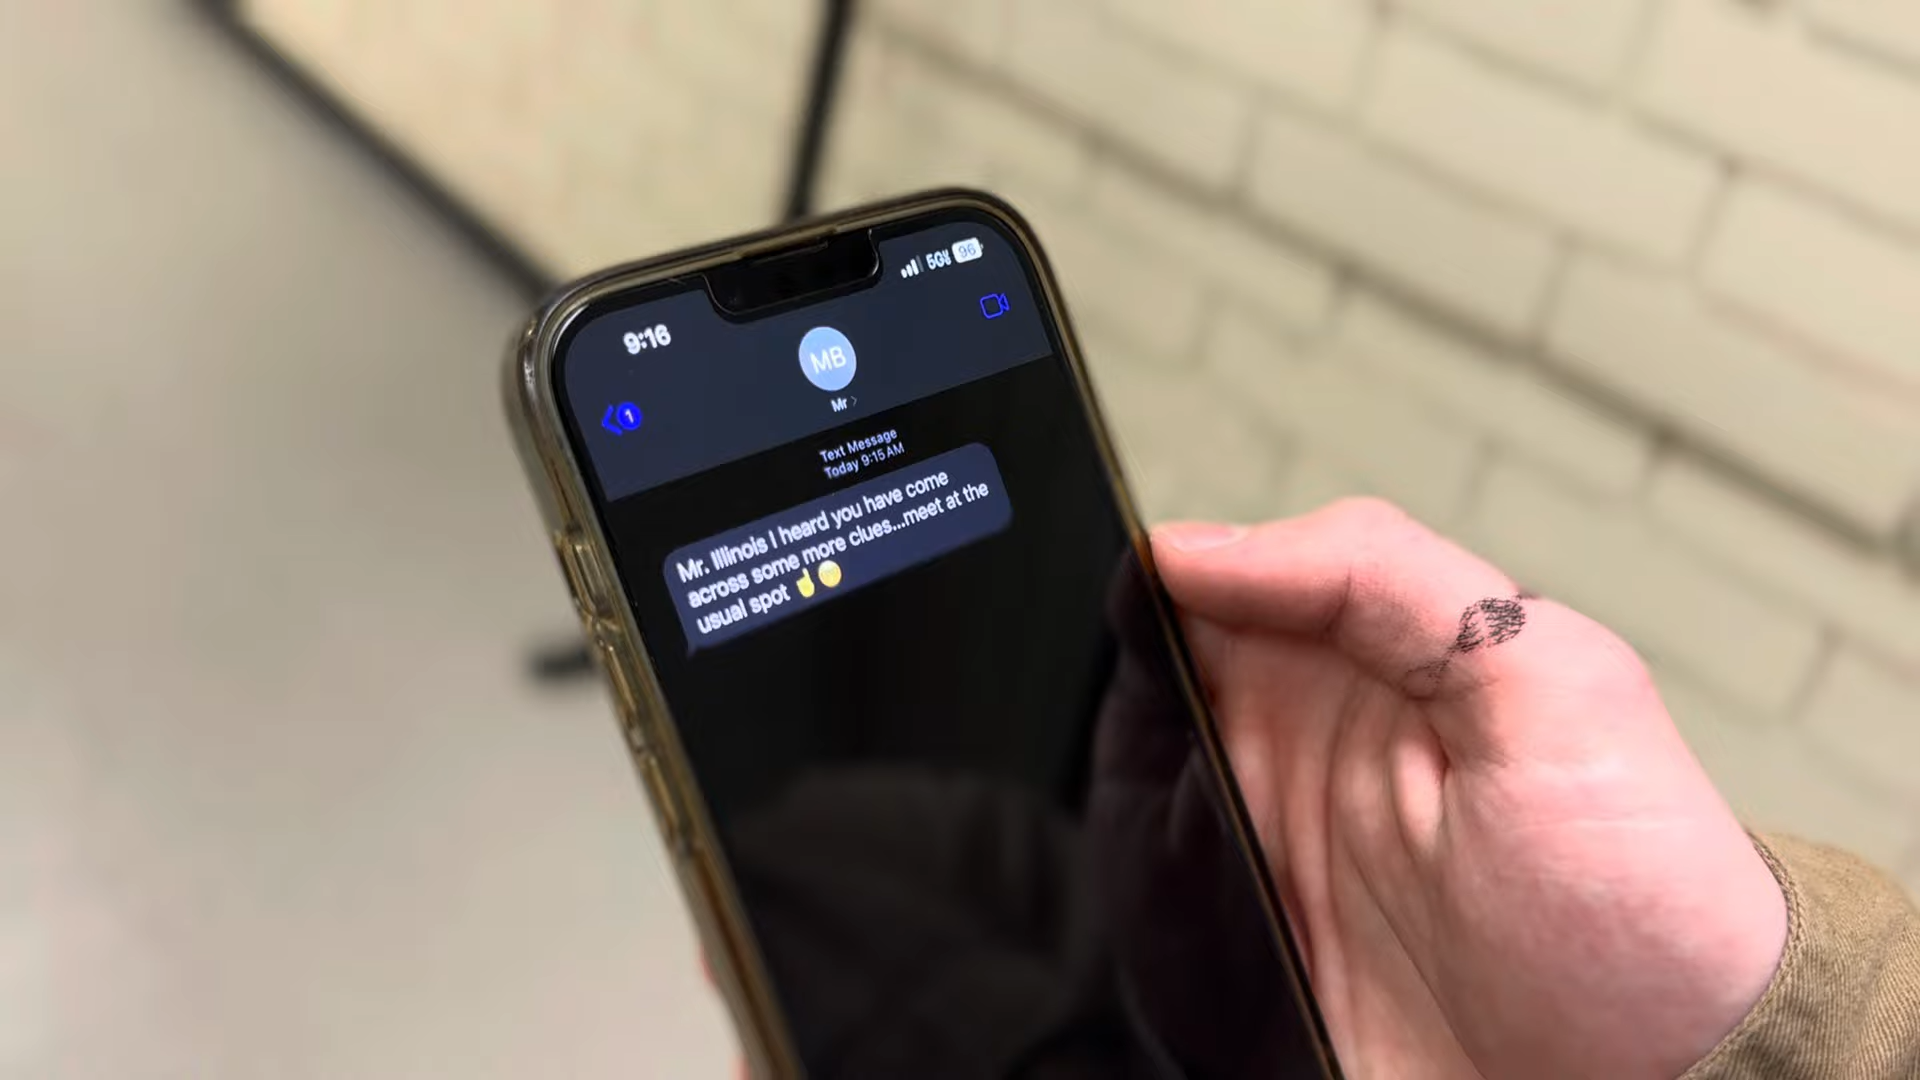 9:16
5G 96
MB
1
Mr
Text Message
Today 9:15 AM
Mr. Illinois I heard you have come
across some more clues...meet at the
usual spot ☝️